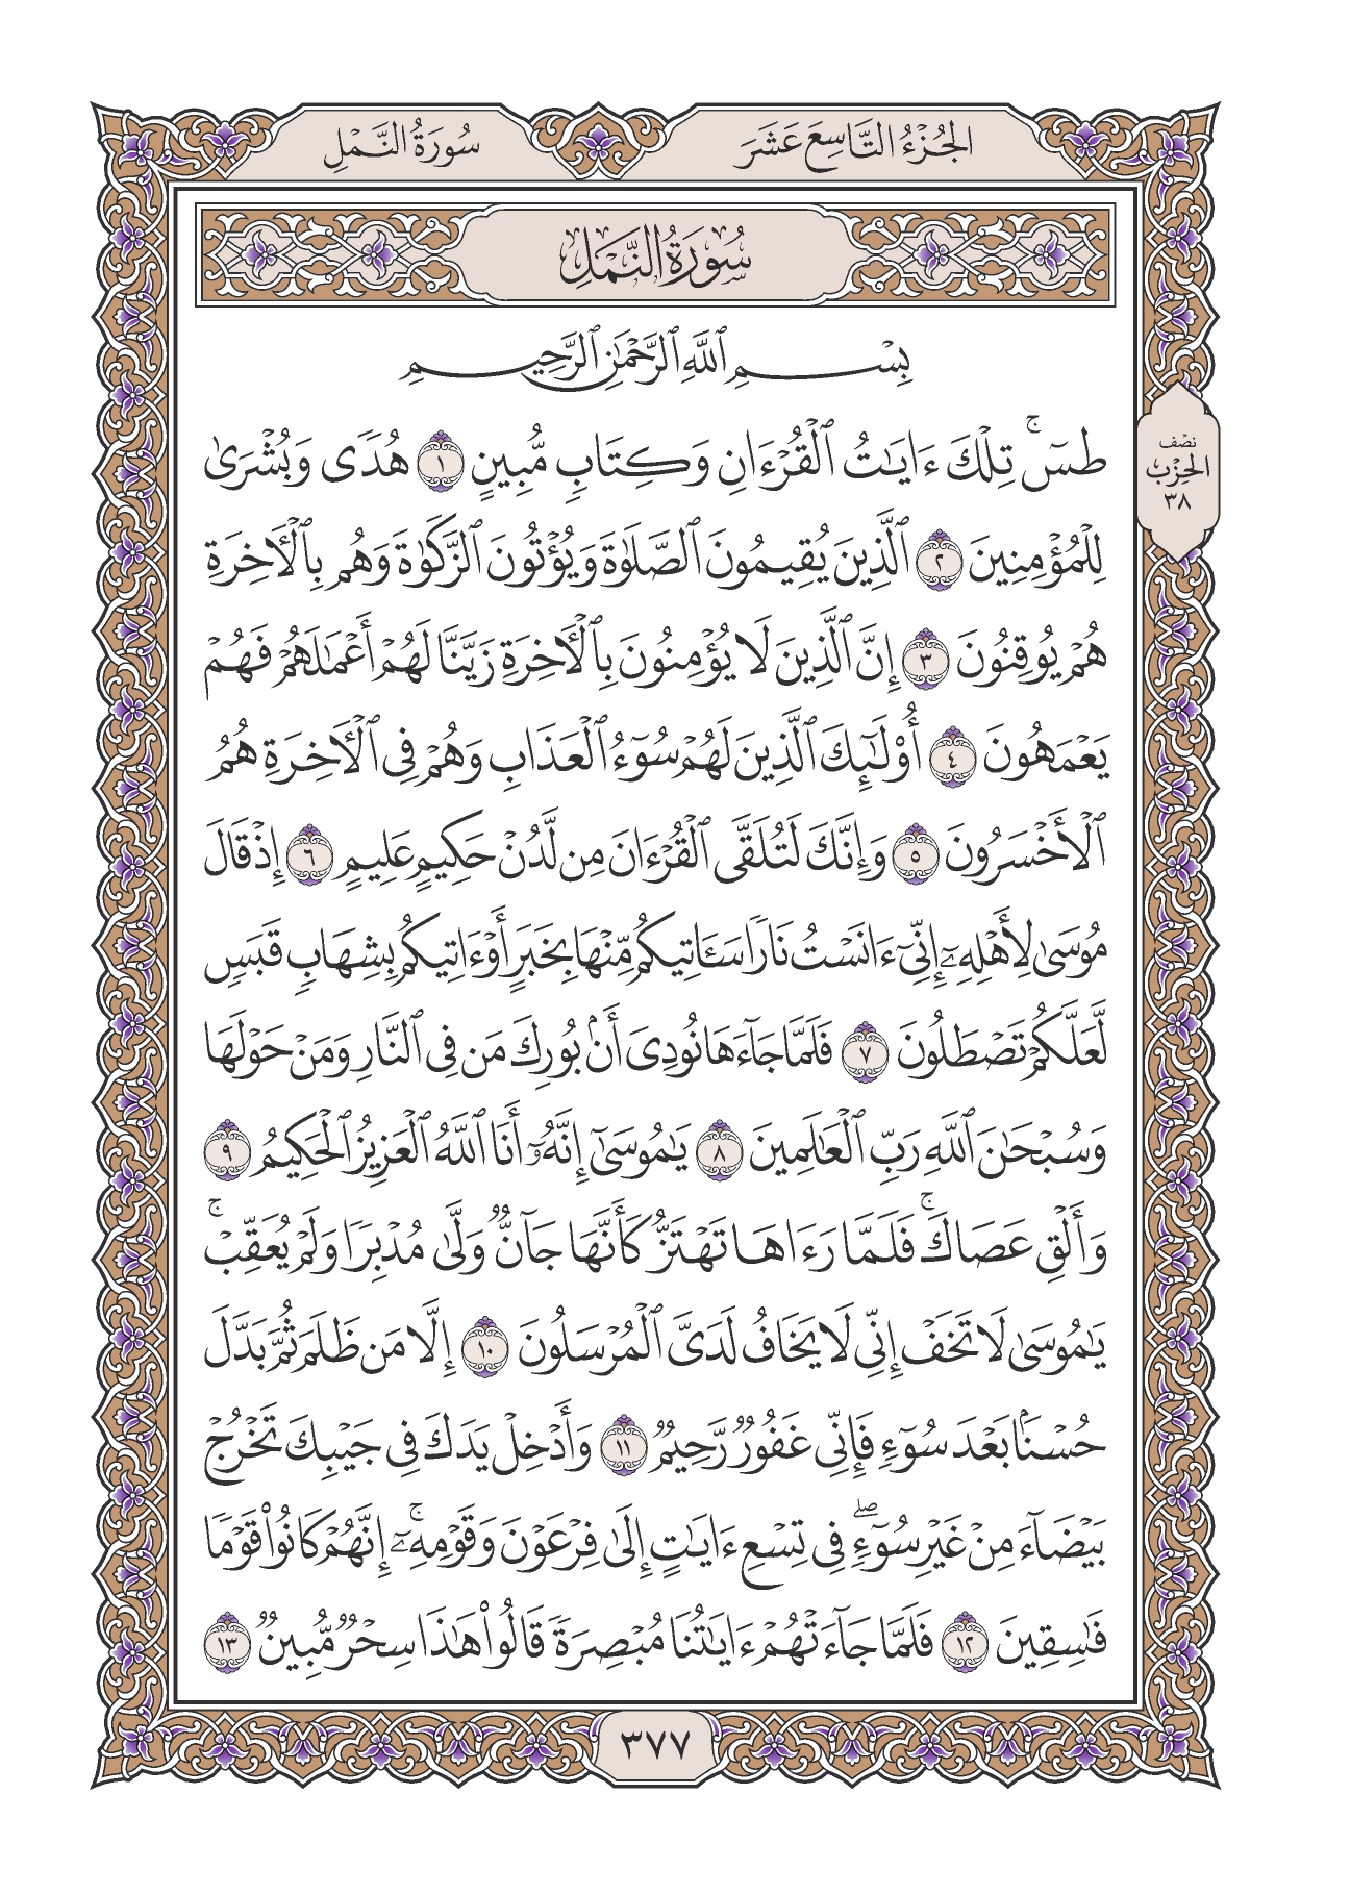 الجُزْءُ التَّاسِعَ عَشَرَ
سُورَةُ النَّمْلِ
سُورَةُ النَّمْلِ
بِسْمِ ٱللَّهِ ٱلرَّحْمَٰنِ ٱلرَّحِيمِ
طسٓ ۚ تِلْكَ ءَايَٰتُ ٱلْقُرْءَانِ وَكِتَابٍ مُّبِينٍ ١ هُدًى وَبُشْرَىٰ
نصف
الحِزْب
٣٨
لِلْمُؤْمِنِينَ ٢ ٱلَّذِينَ يُقِيمُونَ ٱلصَّلَوٰةَ وَيُؤْتُونَ ٱلزَّكَوٰةَ وَهُم بِٱلْأَخِرَةِ
هُمْ يُوقِنُونَ ٣ إِنَّ ٱلَّذِينَ لَا يُؤْمِنُونَ بِٱلْأَخِرَةِ زَيَّنَّا لَهُمْ أَعْمَٰلَهُمْ فَهُمْ
يَعْمَهُونَ ٤ أُو۟لَٰٓئِكَ ٱلَّذِينَ لَهُمْ سُوٓءُ ٱلْعَذَابِ وَهُمْ فِى ٱلْأَخِرَةِ هُمُ
ٱلْأَخْسَرُونَ ٥ وَإِنَّكَ لَتُلَقَّى ٱلْقُرْءَانَ مِن لَّدُنْ حَكِيمٍ عَلِيمٍ ٦ إِذْ قَالَ
مُوسَىٰ لِأَهْلِهِۦٓ إِنِّىٓ ءَانَسْتُ نَارًا سَـَٔاتِيكُم مِّنْهَا بِخَبَرٍ أَوْ ءَاتِيكُم بِشِهَابٍ قَبَسٍ
لَّعَلَّكُمْ تَصْطَلُونَ ٧ فَلَمَّا جَآءَهَا نُودِىَ أَنۢ بُورِكَ مَن فِى ٱلنَّارِ وَمَنْ حَوْلَهَا
وَسُبْحَٰنَ ٱللَّهِ رَبِّ ٱلْعَٰلَمِينَ ٨ يَٰمُوسَىٰٓ إِنَّهُۥٓ أَنَا ٱللَّهُ ٱلْعَزِيزُ ٱلْحَكِيمُ ٩
وَأَلْقِ عَصَاكَ ۚ فَلَمَّا رَءَاهَا تَهْتَزُّ كَأَنَّهَا جَآنٌّ وَلَّىٰ مُدْبِرًا وَلَمْ يُعَقِّبْ ۚ
يَٰمُوسَىٰ لَا تَخَفْ إِنِّى لَا يَخَافُ لَدَىَّ ٱلْمُرْسَلُونَ ١٠ إِلَّا مَن ظَلَمَ ثُمَّ بَدَّلَ
حُسْنًۢا بَعْدَ سُوٓءٍ فَإِنِّى غَفُورٌ رَّحِيمٌ ١١ وَأَدْخِلْ يَدَكَ فِى جَيْبِكَ تَخْرُجْ
بَيْضَآءَ مِنْ غَيْرِ سُوٓءٍ ۖ فِى تِسْعِ ءَايَٰتٍ إِلَىٰ فِرْعَوْنَ وَقَوْمِهِۦٓ ۚ إِنَّهُمْ كَانُوا۟ قَوْمًا
فَٰسِقِينَ ١٢ فَلَمَّا جَآءَتْهُمْ ءَايَٰتُنَا مُبْصِرَةً قَالُوا۟ هَٰذَا سِحْرٌ مُّبِينٌ ١٣
٣٧٧